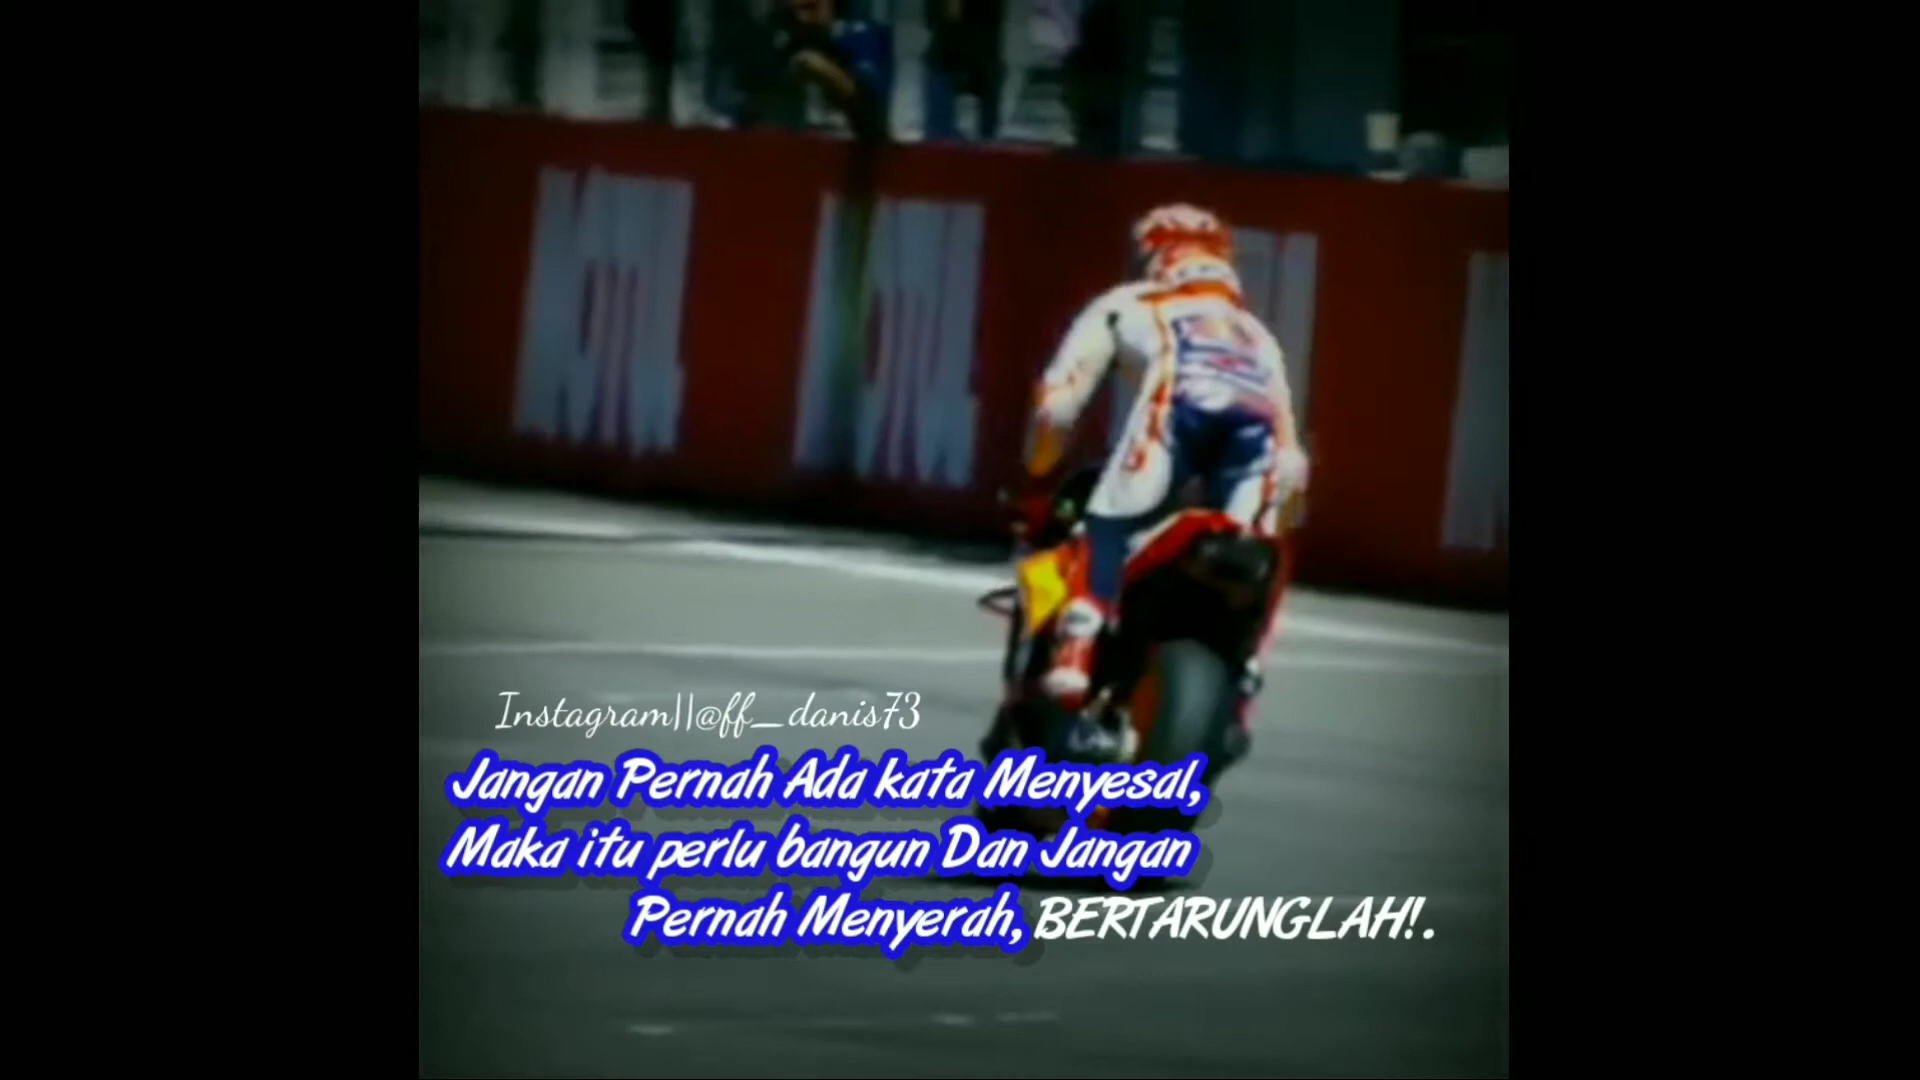 Instagram||@ff_danis73
Jangan Pernah Ada kata Menyesal,
Maka itu perlu bangun Dan Jangan
Pernah Menyerah, BERTARUNGLAH!.